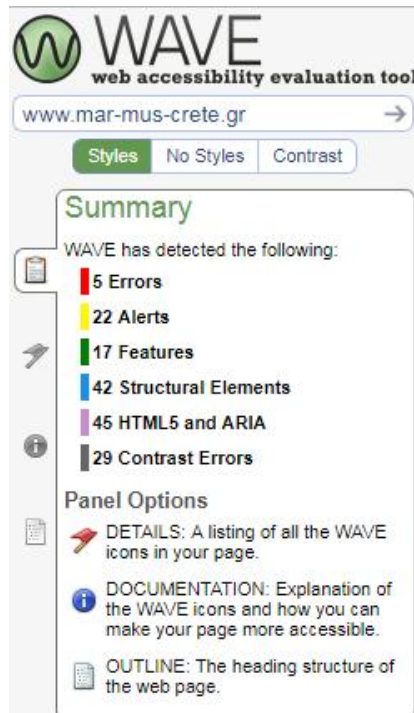 WAVE
web accessibility evaluation tool
www.mar-mus-crete.gr
Styles No Styles Contrast
Summary
WAVE has detected the following:
5 Errors
22 Alerts
17 Features
42 Structural Elements
45 HTML5 and ARIA
29 Contrast Errors
Panel Options
DETAILS: A listing of all the WAVE
icons in your page.
DOCUMENTATION: Explanation of
the WAVE icons and how you can
make your page more accessible.
OUTLINE: The heading structure of
the web page.